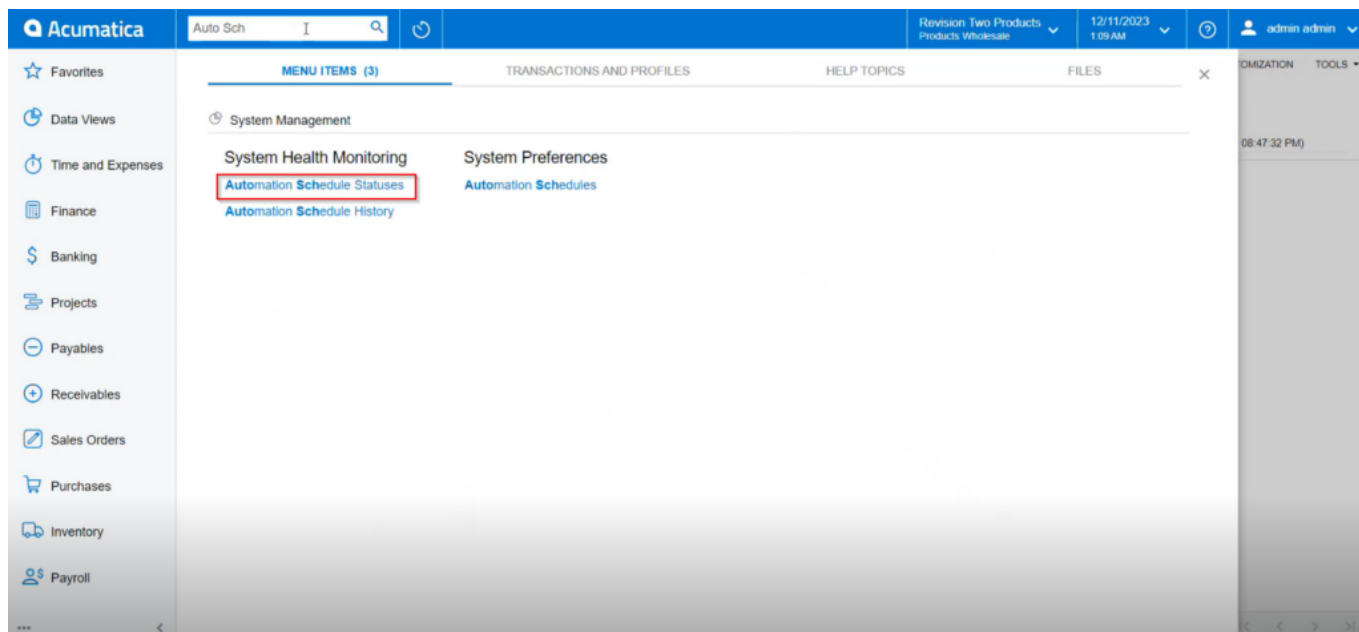 Acumatica
Auto Sch
Revision Two Products
Products Wholesale
12/11/2023
1:09 AM
admin admin
Favorites
Data Views
Time and Expenses
Finance
Banking
Projects
Payables
Receivables
Sales Orders
Purchases
Inventory
Payroll
MENU ITEMS (3)
TRANSACTIONS AND PROFILES
HELP TOPICS
FILES
System Management
System Health Monitoring
Automation Schedule Statuses
Automation Schedule History
System Preferences
Automation Schedules
TOOLS
08:47:32 PM)